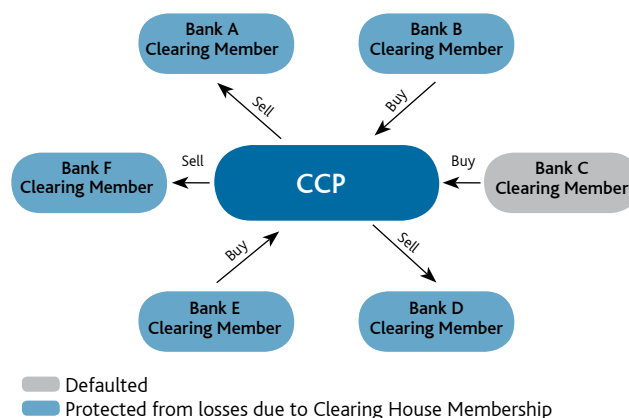 Bank A
Clearing Member
Bank B
Clearing Member
Sell
Buy
Bank F
Clearing Member
Sell
CCP
Buy
Bank C
Clearing Member
Buy
Sell
Bank E
Clearing Member
Bank D
Clearing Member
Defaulted
Protected from losses due to Clearing House Membership